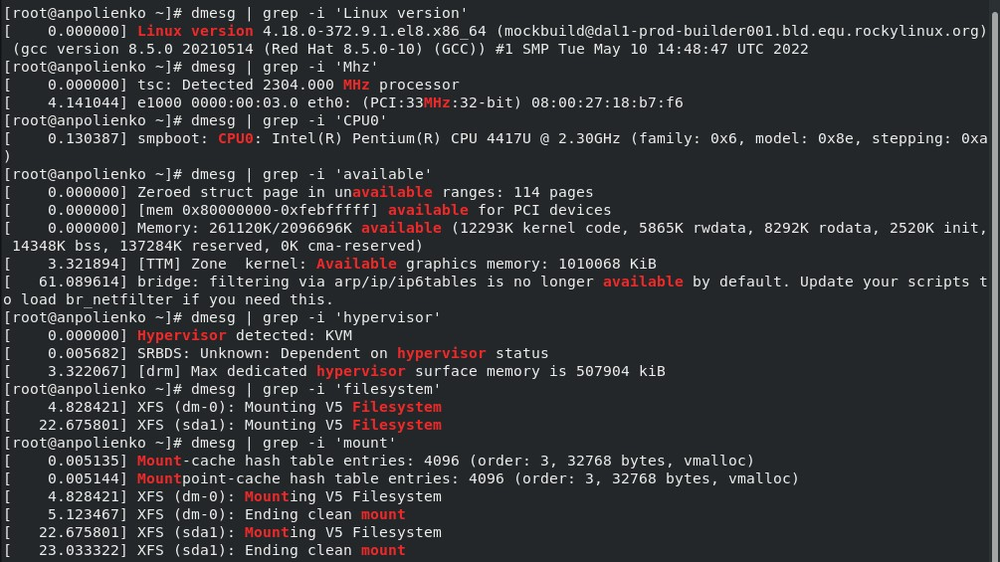 [root@anpolienko ~]# dmesg | grep -i 'Linux version'
[    0.000000] Linux version 4.18.0-372.9.1.el8.x86_64 (mockbuild@dal1-prod-builder001.bld.equ.rockylinux.org)
 (gcc version 8.5.0 20210514 (Red Hat 8.5.0-10) (GCC)) #1 SMP Tue May 10 14:48:47 UTC 2022
[root@anpolienko ~]# dmesg | grep -i 'Mhz'
[    0.000000] tsc: Detected 2304.000 MHz processor
[    4.141044] e1000 0000:00:03.0 eth0: (PCI:33MHz:32-bit) 08:00:27:18:b7:f6
[root@anpolienko ~]# dmesg | grep -i 'CPU0'
[    0.130387] smpboot: CPU0: Intel(R) Pentium(R) CPU 4417U @ 2.30GHz (family: 0x6, model: 0x8e, stepping: 0xa
)
[root@anpolienko ~]# dmesg | grep -i 'available'
[    0.000000] Zeroed struct page in unavailable ranges: 114 pages
[    0.000000] [mem 0x80000000-0xfebfffff] available for PCI devices
[    0.000000] Memory: 261120K/2096696K available (12293K kernel code, 5865K rwdata, 8292K rodata, 2520K init,
 14348K bss, 137284K reserved, 0K cma-reserved)
[    3.321894] [TTM] Zone  kernel: Available graphics memory: 1010068 KiB
[   61.089614] bridge: filtering via arp/ip/ip6tables is no longer available by default. Update your scripts t
o load br_netfilter if you need this.
[root@anpolienko ~]# dmesg | grep -i 'hypervisor'
[    0.000000] Hypervisor detected: KVM
[    0.005682] SRBDS: Unknown: Dependent on hypervisor status
[    3.322067] [drm] Max dedicated hypervisor surface memory is 507904 kiB
[root@anpolienko ~]# dmesg | grep -i 'filesystem'
[    4.828421] XFS (dm-0): Mounting V5 Filesystem
[   22.675801] XFS (sda1): Mounting V5 Filesystem
[root@anpolienko ~]# dmesg | grep -i 'mount'
[    0.005135] Mount-cache hash table entries: 4096 (order: 3, 32768 bytes, vmalloc)
[    0.005144] Mountpoint-cache hash table entries: 4096 (order: 3, 32768 bytes, vmalloc)
[    4.828421] XFS (dm-0): Mounting V5 Filesystem
[    5.123467] XFS (dm-0): Ending clean mount
[   22.675801] XFS (sda1): Mounting V5 Filesystem
[   23.033322] XFS (sda1): Ending clean mount